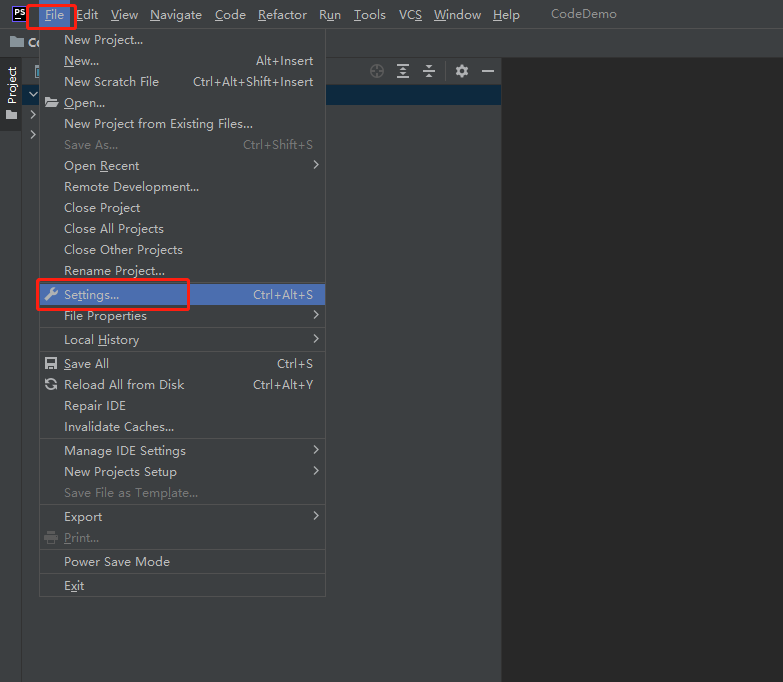 PS File Edit View Navigate Code Refactor Run Tools VCS Window Help CodeDemo
Project
New Project...
New... Alt+Insert
New Scratch File Ctrl+Alt+Shift+Insert
Open...
New Project from Existing Files...
Save As... Ctrl+Shift+S
Open Recent
Remote Development...
Close Project
Close All Projects
Close Other Projects
Rename Project...
Settings... Ctrl+Alt+S
File Properties
Local History
Save All Ctrl+S
Reload All from Disk Ctrl+Alt+Y
Repair IDE
Invalidate Caches...
Manage IDE Settings
New Projects Setup
Save File as Template...
Export
Print...
Power Save Mode
Exit